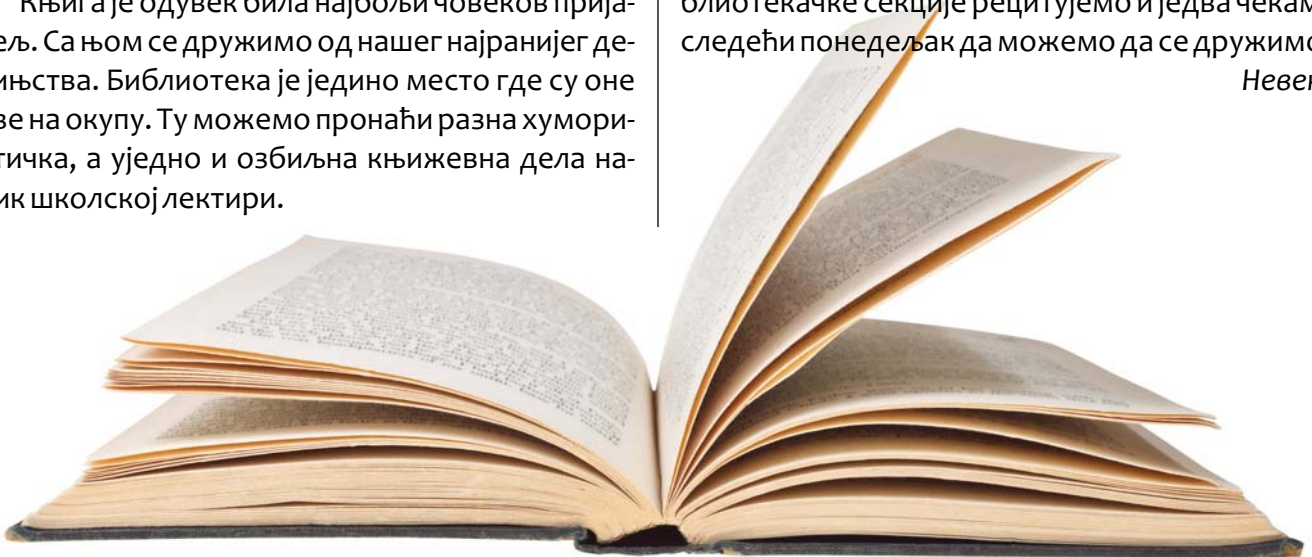 Књига је одувек била најбољи човеков прија-
ељ. Са њом се дружимо од нашег најранијег де-
ињства. Библиотека је једино место где су оне
ве на окупу. Ту можемо пронаћи разна хумори-
тичка, а уједно и озбиљна књижевна дела на-
ик школској лектири.
блиотекачке секције рецитујемо и једва чекам
следећи понедељак да можемо да се дружимо
Невен